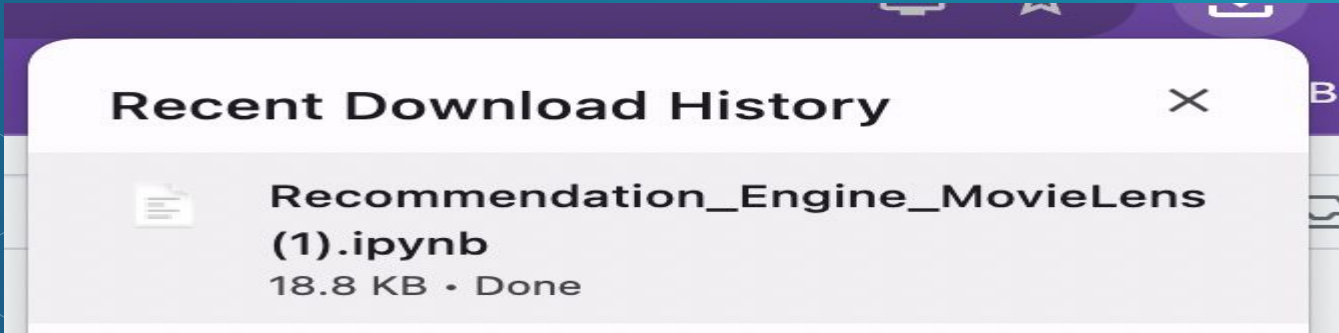 B
Recent Download History
Recommendation_Engine_MovieLens
(1).ipynb
18.8 KB • Done